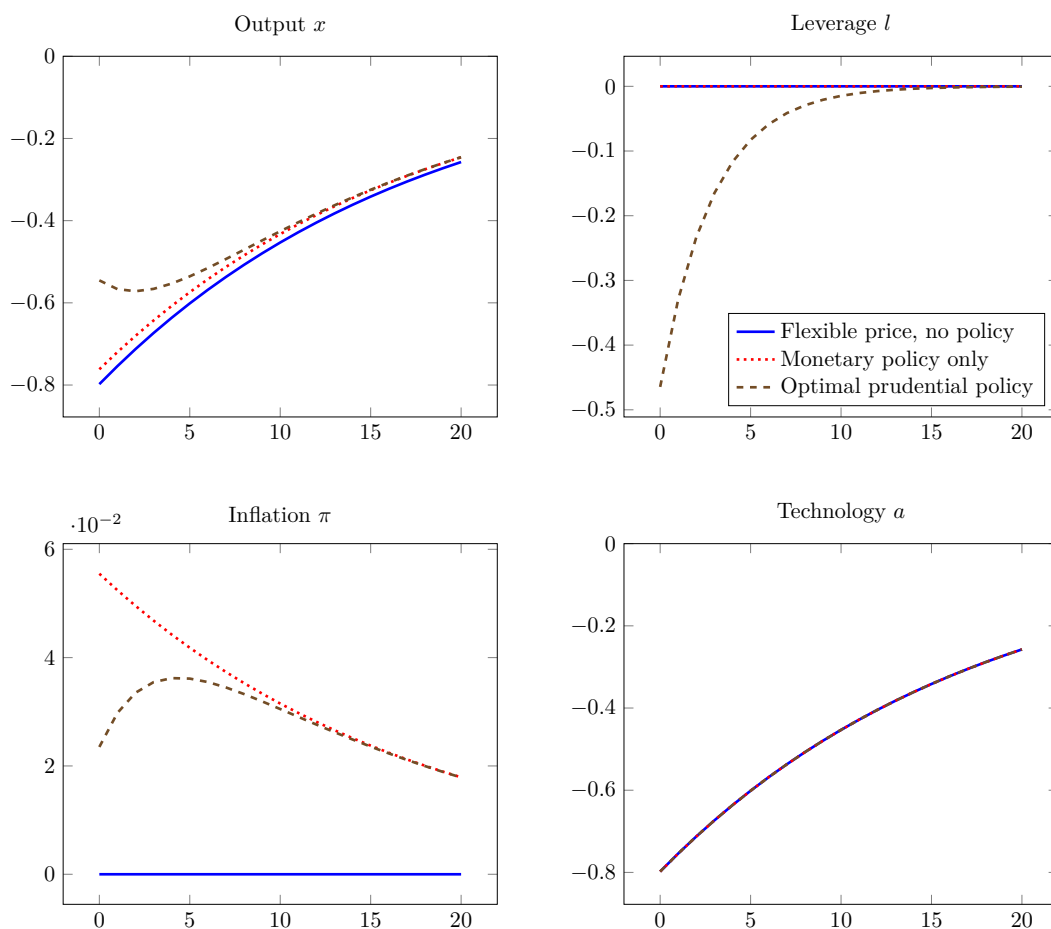 Output x
0
−0.2
−0.4
−0.6
−0.8
0 5 10 15 20
Leverage l
0
−0.1
−0.2
−0.3
−0.4
−0.5
0 5 10 15 20
Flexible price, no policy
Monetary policy only
Optimal prudential policy
Inflation π
·10−2
6
4
2
0
0 5 10 15 20
Technology a
0
−0.2
−0.4
−0.6
−0.8
0 5 10 15 20